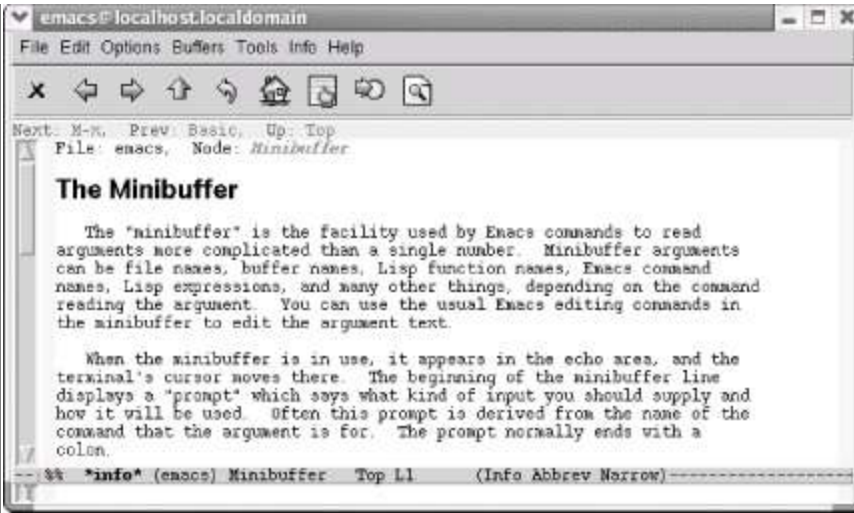 emacs@localhost.localdomain
File Edit Options Buffers Tools Info Help
Next: M-x, Prev: Basic, Up: Top
File: emacs, Node: Minibuffer
The Minibuffer
The "minibuffer" is the facility used by Emacs commands to read
arguments more complicated than a single number. Minibuffer arguments
can be file names, buffer names, Lisp function names, Emacs command
names, Lisp expressions, and many other things, depending on the command
reading the argument. You can use the usual Emacs editing commands in
the minibuffer to edit the argument text.
When the minibuffer is in use, it appears in the echo area, and the
terminal's cursor moves there. The beginning of the minibuffer line
displays a "prompt" which says what kind of input you should supply and
how it will be used. Often this prompt is derived from the name of the
command that the argument is for. The prompt normally ends with a
colon.
--:%% *info* (emacs) Minibuffer Top L1 (Info Abbrev Narrow)--------------------